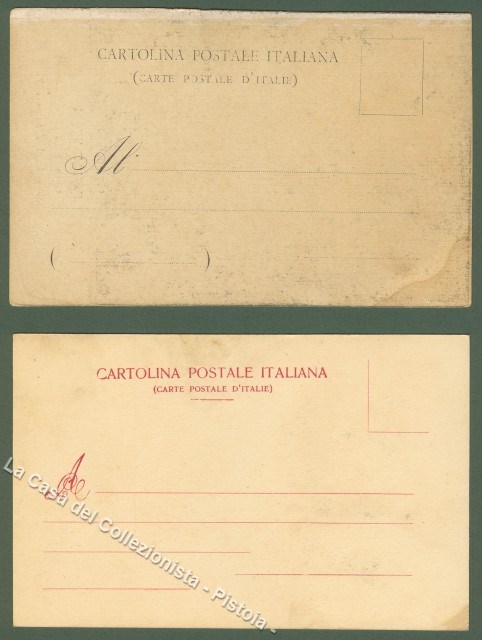 CARTOLINA POSTALE ITALIANA
(CARTE POSTALE D'ITALIE)
Al
( )
CARTOLINA POSTALE ITALIANA
(CARTE POSTALE D'ITALIE)
La Casa del Collezionista - Pistoia -